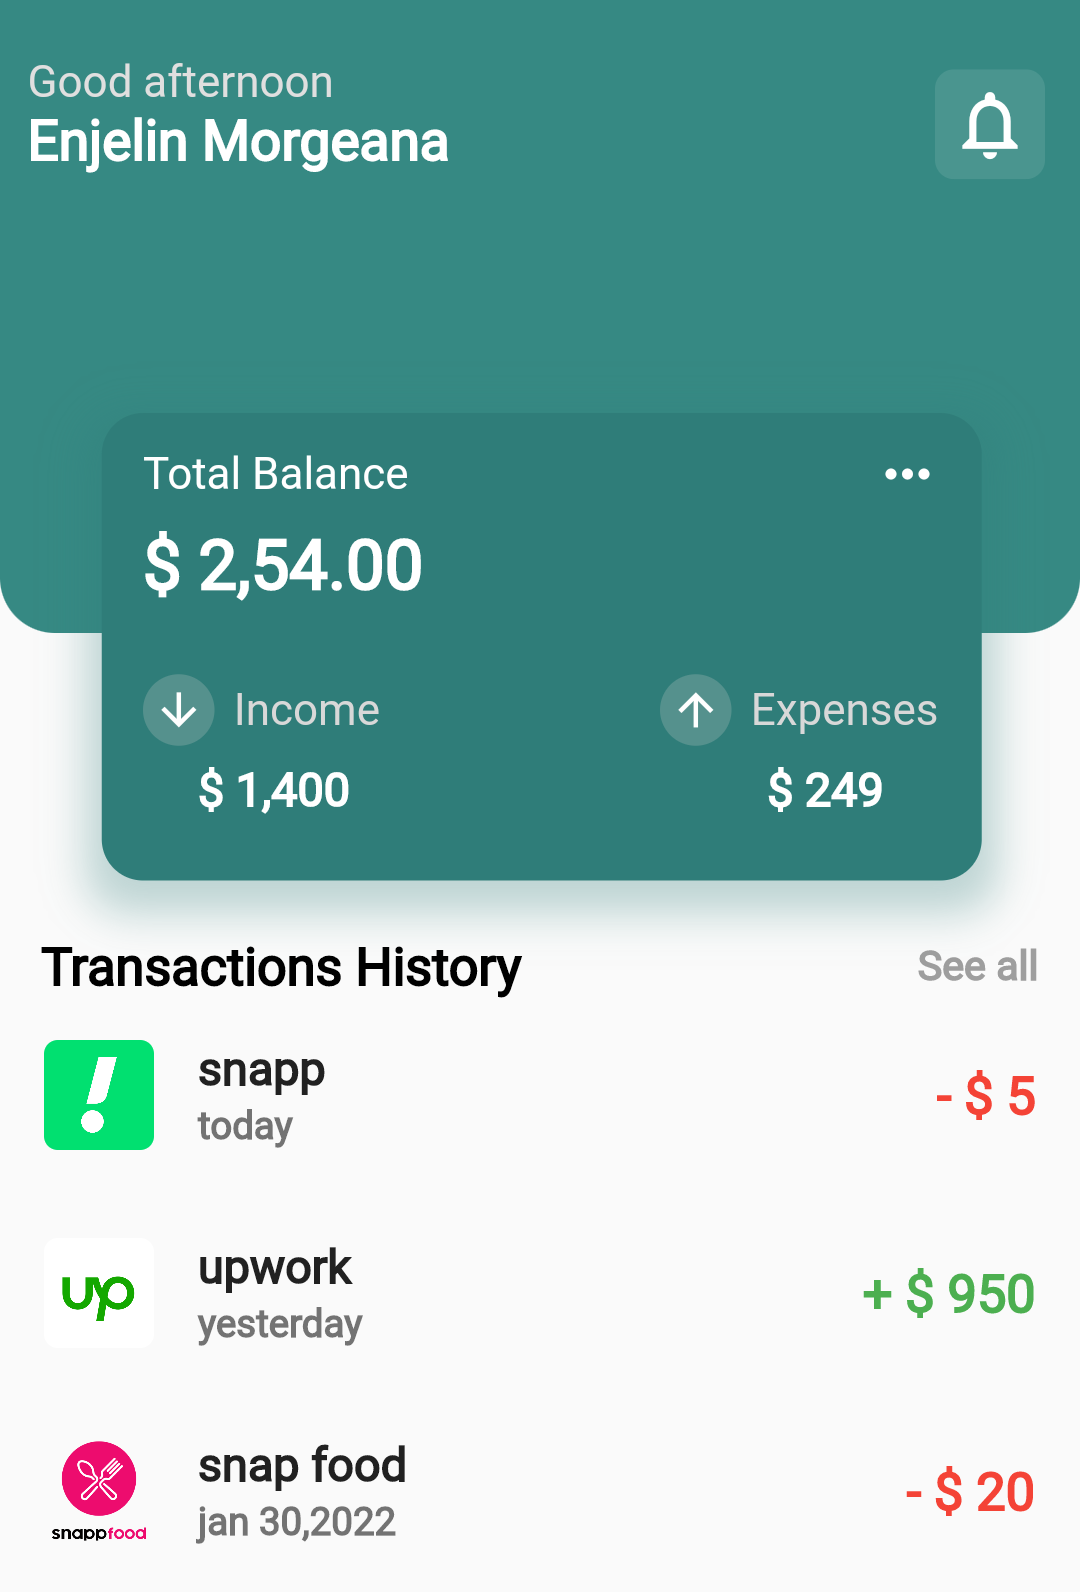 Good afternoon
Enjelin Morgeana
Total Balance
$ 2,54.00
Income
Expenses
$ 1,400
$ 249
Transactions History
See all
snapp
today
- $ 5
up
upwork
yesterday
+ $ 950
snap food
jan 30,2022
- $ 20
snappfood